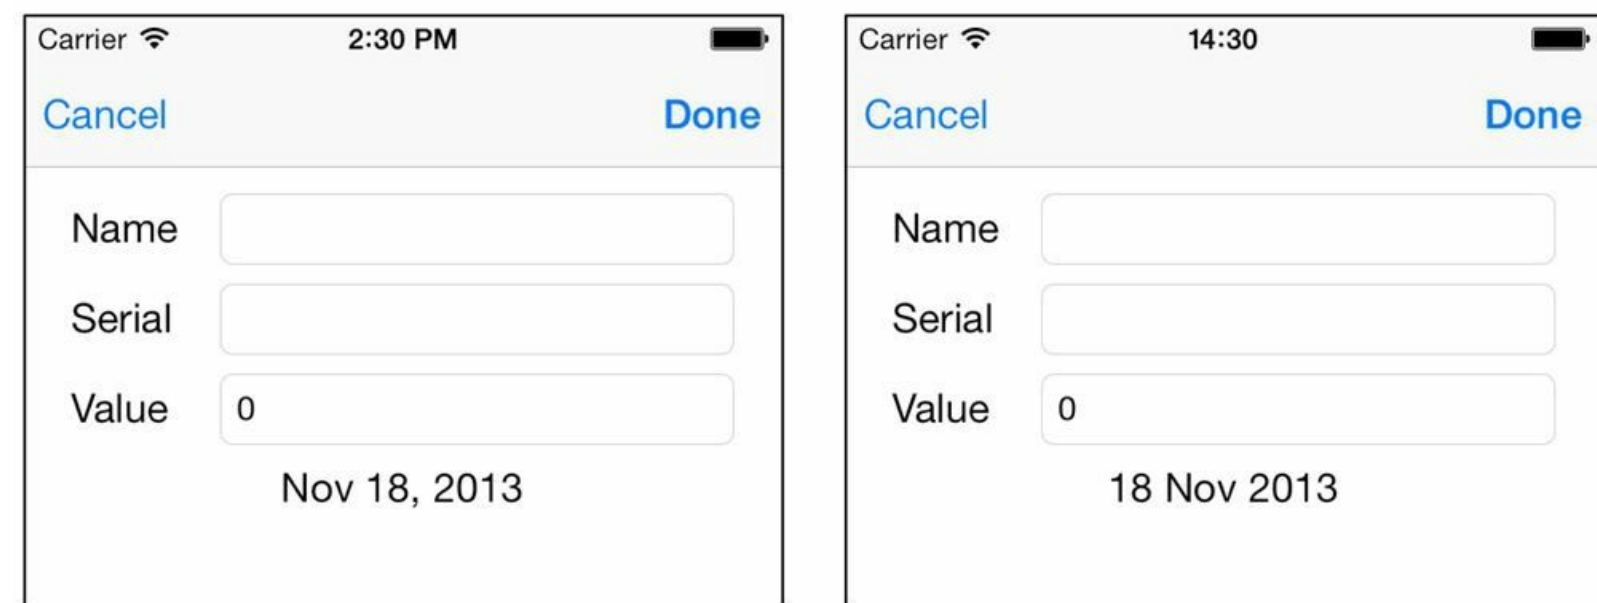 Carrier 2:30 PM
Cancel Done
Name
Serial
Value 0
Nov 18, 2013
Carrier 14:30
Cancel Done
Name
Serial
Value 0
18 Nov 2013